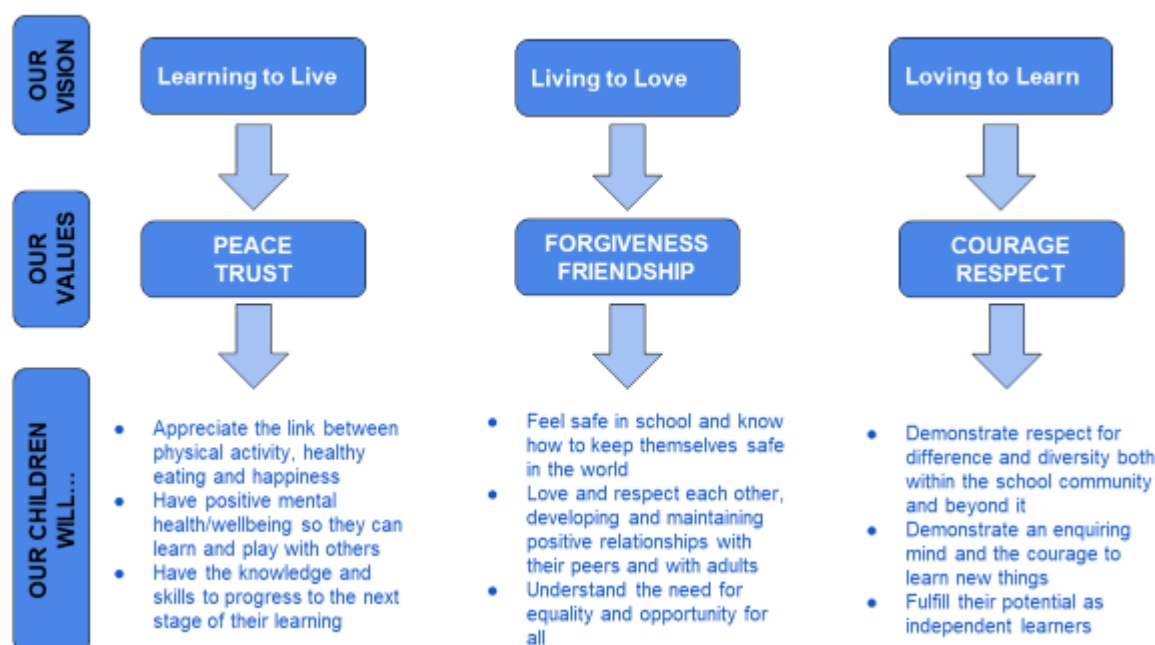 OUR
VISION
Learning to Live
Living to Love
Loving to Learn
OUR
VALUES
PEACE
TRUST
FORGIVENESS
FRIENDSHIP
COURAGE
RESPECT
OUR CHILDREN
WILL...
● Appreciate the link between
physical activity, healthy
eating and happiness
● Have positive mental
health/wellbeing so they can
learn and play with others
● Have the knowledge and
skills to progress to the next
stage of their learning
● Feel safe in school and know
how to keep themselves safe
in the world
● Love and respect each other,
developing and maintaining
positive relationships with
their peers and with adults
● Understand the need for
equality and opportunity for
all
● Demonstrate respect for
difference and diversity both
within the school community
and beyond it
● Demonstrate an enquiring
mind and the courage to
learn new things
● Fulfill their potential as
independent learners